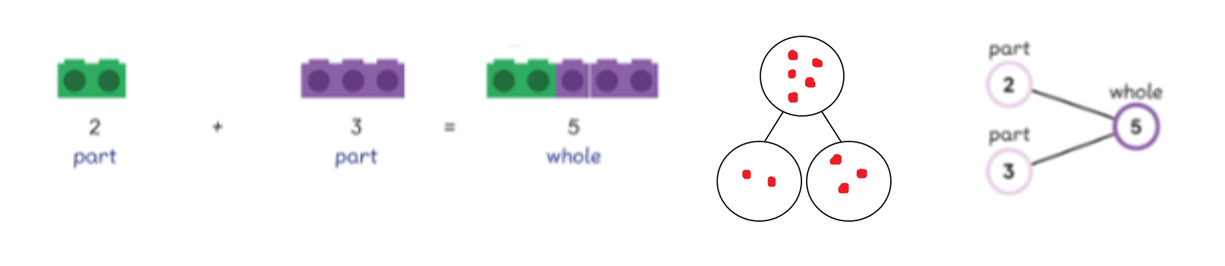 2 + 3 = 5
part part whole
part
2
part
3
whole
5